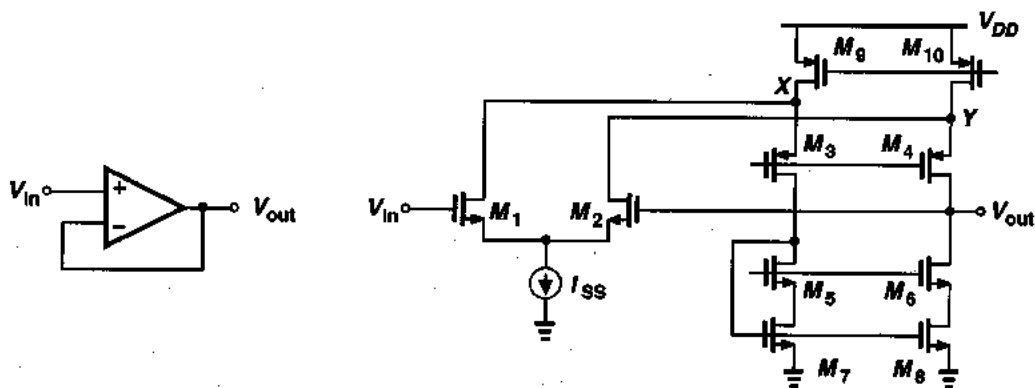 V_in
+
−
V_out
V_in
M_1
M_2
I_SS
V_DD
M_9
M_10
X
Y
M_3
M_4
V_out
M_5
M_6
M_7
M_8